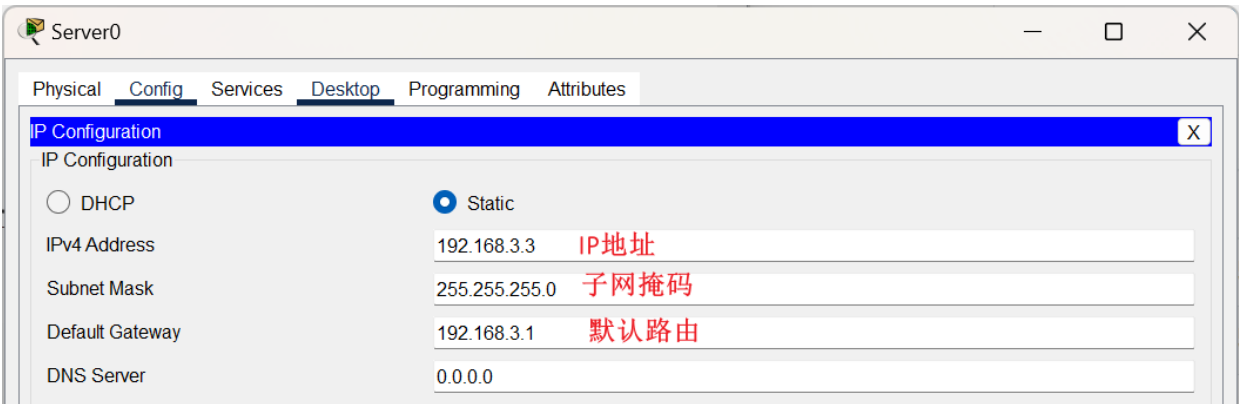 Server0
Physical Config Services Desktop Programming Attributes
IP Configuration X
IP Configuration
DHCP Static
IPv4 Address 192.168.3.3 IP地址
Subnet Mask 255.255.255.0 子网掩码
Default Gateway 192.168.3.1 默认路由
DNS Server 0.0.0.0